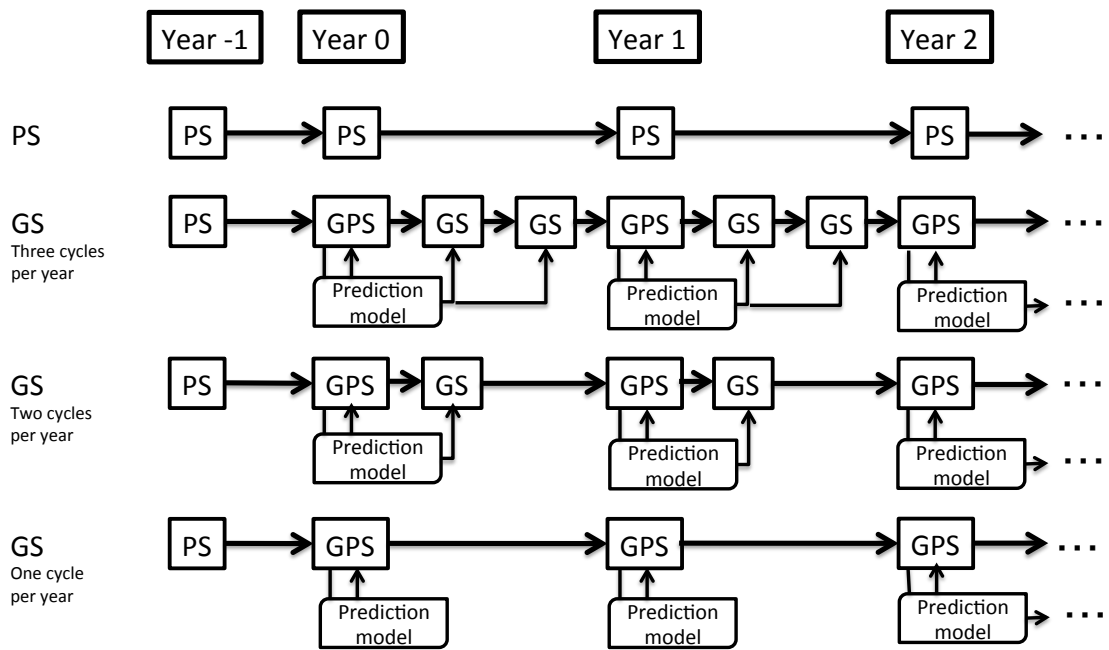 Year -1 Year 0 Year 1 Year 2
PS PS PS PS PS ...
GS PS GPS GS GS GPS GS GS GPS ...
Three cycles
per year
Prediction Prediction Prediction ...
model model model
GS PS GPS GS GPS GS GPS ...
Two cycles
per year
Prediction Prediction Prediction ...
model model model
GS PS GPS GPS GPS ...
One cycle
per year
Prediction Prediction Prediction ...
model model model